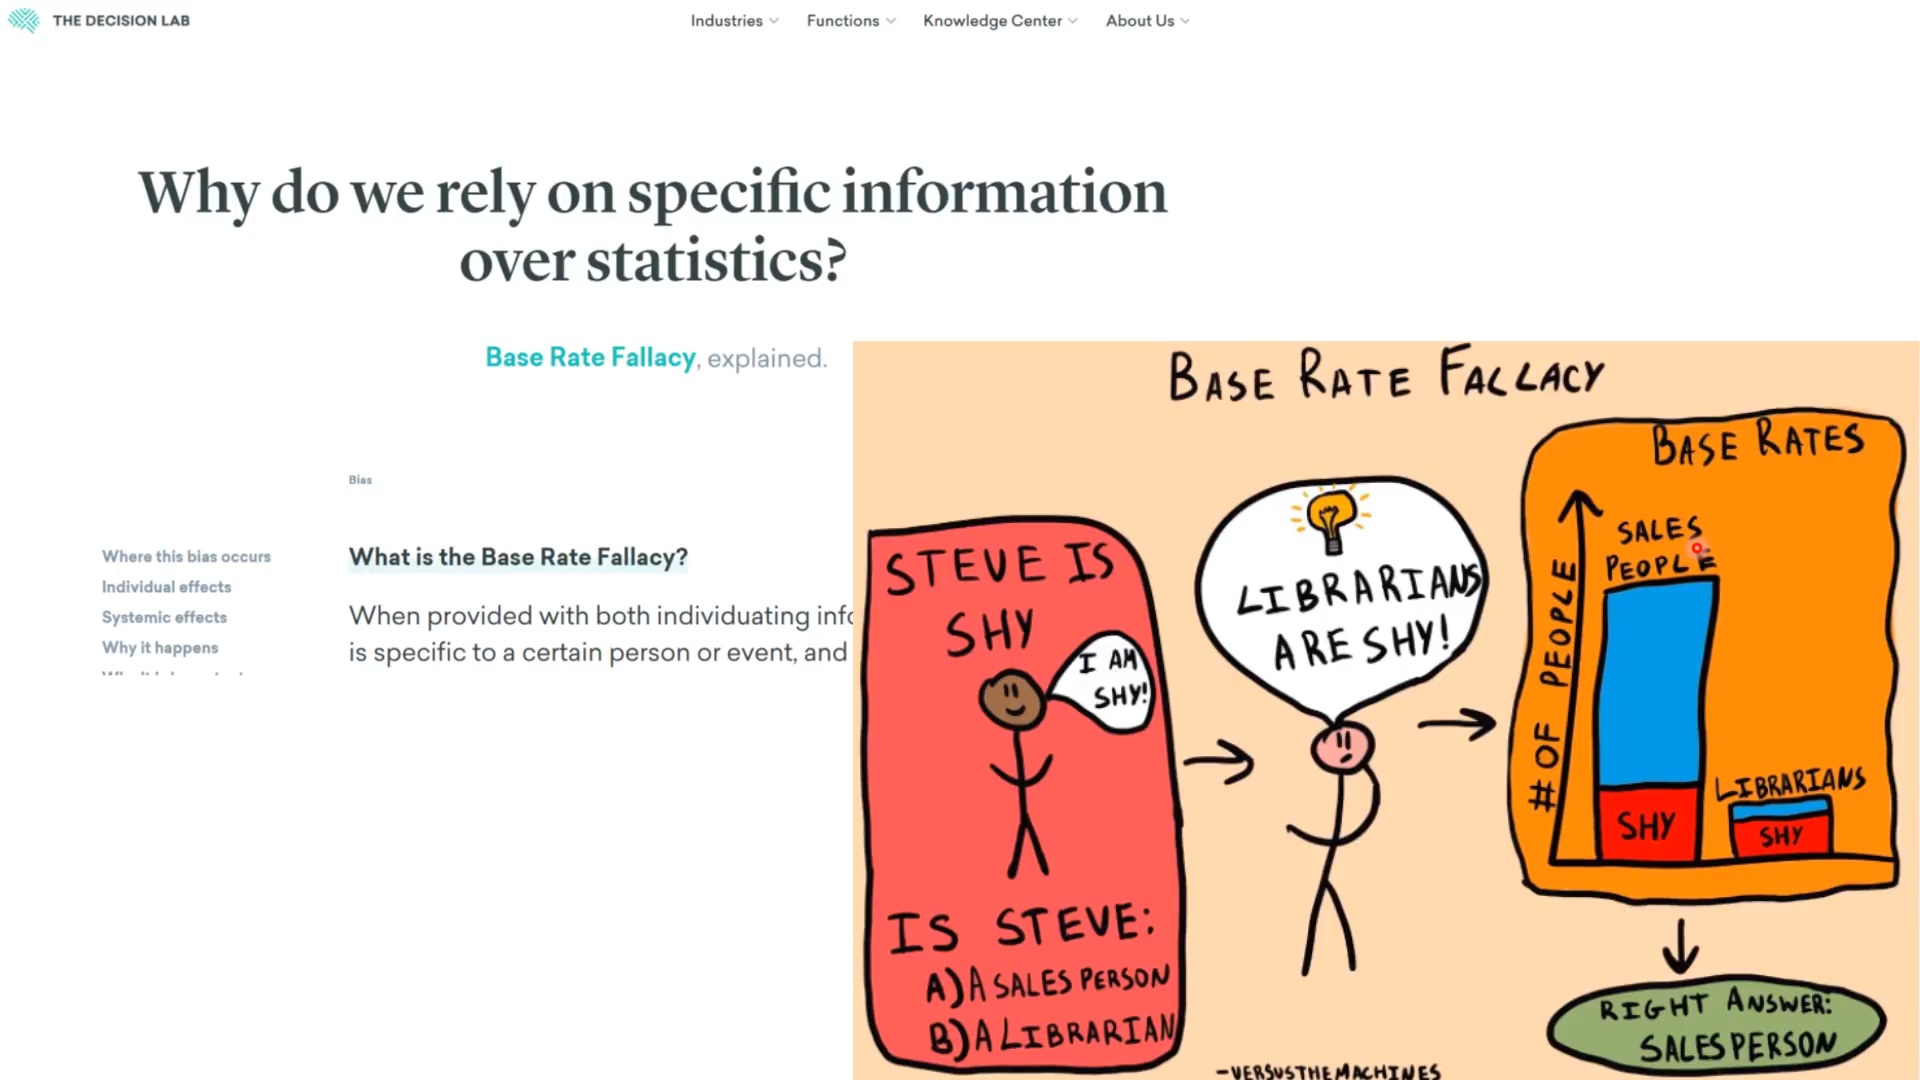 THE DECISION LAB
Industries
Functions
Knowledge Center
About Us
Why do we rely on specific information
over statistics?
Base Rate Fallacy, explained.
Bias
Where this bias occurs
Individual effects
Systemic effects
Why it happens
What is the Base Rate Fallacy?
When provided with both individuating
is specific to a certain person or event, and
BASE RATE FALLACY
STEVE IS
SHY
I AM
SHY!
IS STEVE:
A) A SALES PERSON
B) A LIBRARIAN
LIBRARIANS
ARE SHY!
BASE RATES
# OF PEOPLE
SALES
PEOPLE
SHY
LIBRARIANS
SHY
RIGHT ANSWER:
SALES PERSON
-VERSUSTHEMACHINES